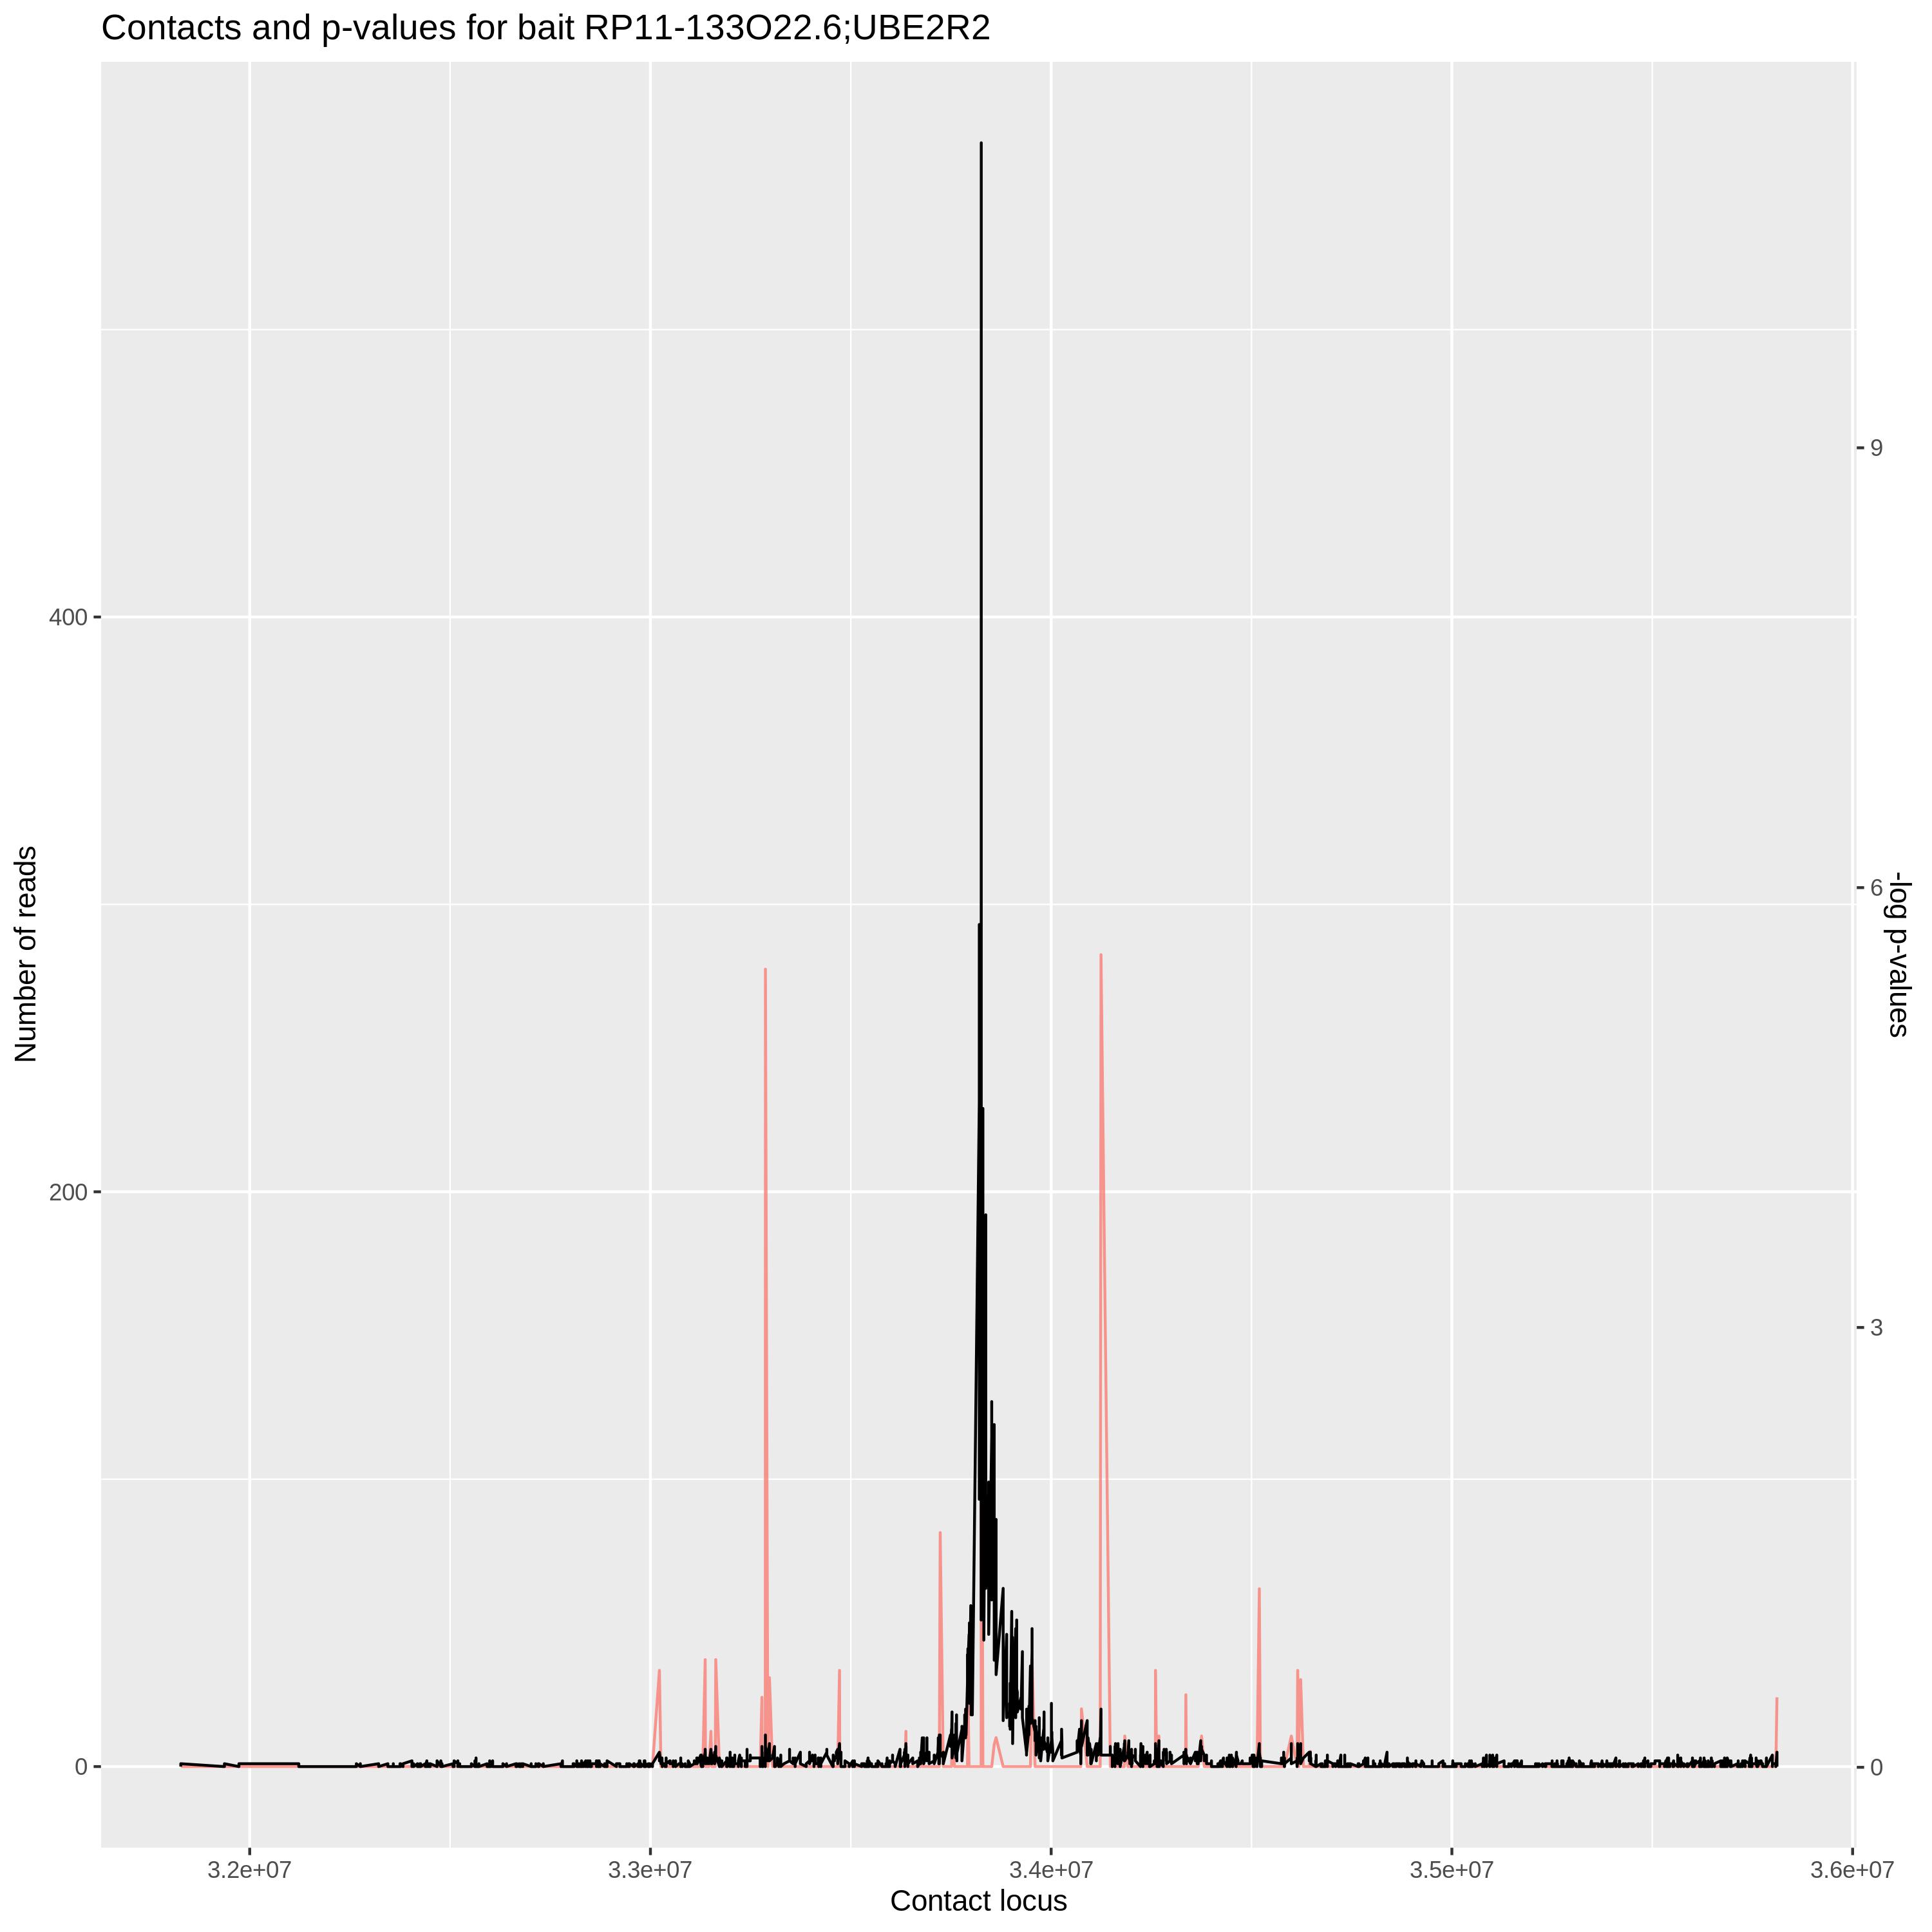 Contacts and p-values for bait RP11-133O22.6;UBE2R2
Number of reads
400
200
0
9
6
3
0
-log p-values
3.2e+07
3.3e+07
3.4e+07
3.5e+07
3.6e+07
Contact locus